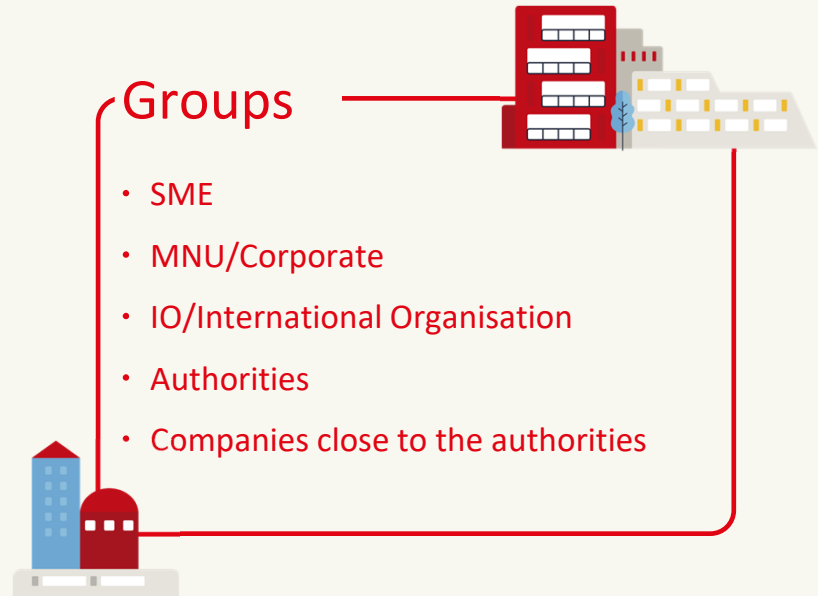 Groups
• SME
• MNU/Corporate
• IO/International Organisation
• Authorities
• Companies close to the authorities